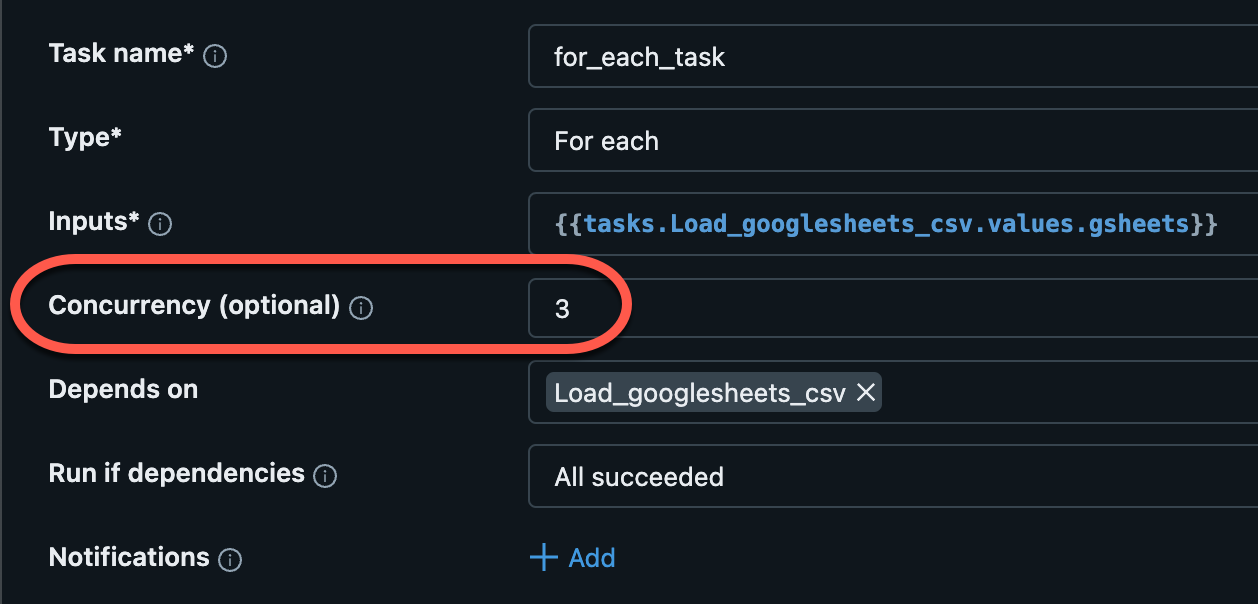 Task name* for_each_task
Type* For each
Inputs* {{tasks.Load_googlesheets_csv.values.gsheets}}
Concurrency (optional) 3
Depends on Load_googlesheets_csv
Run if dependencies All succeeded
Notifications + Add